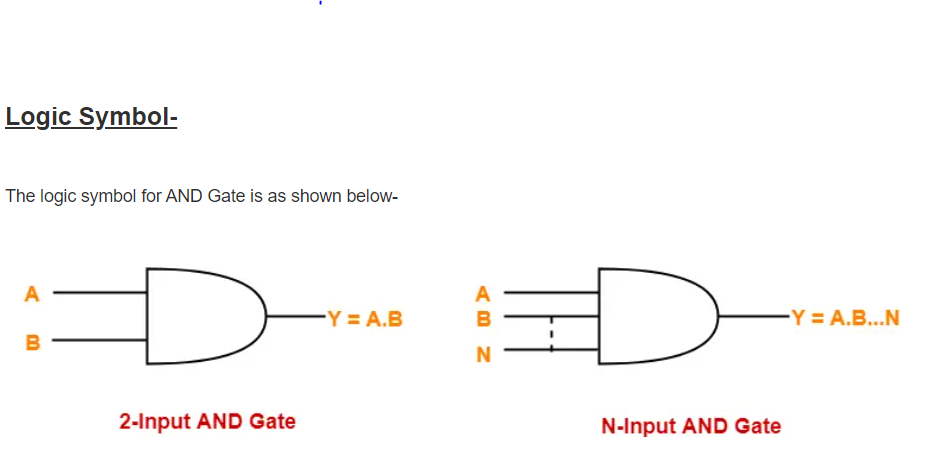 Logic Symbol-
The logic symbol for AND Gate is as shown below-
A
B
Y = A.B
2-Input AND Gate
A
B
N
Y = A.B...N
N-Input AND Gate